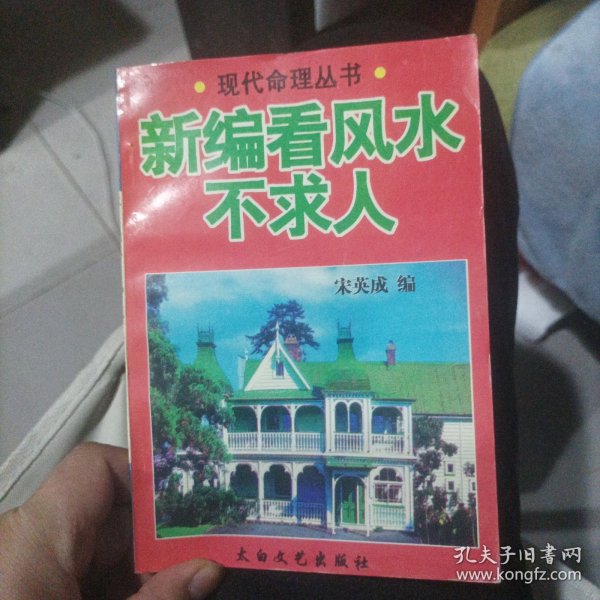 • 现代命理丛书 •
新编看风水
不求人
宋英成 编
太白文艺出版社
孔夫子旧书网
www.kongfz.com